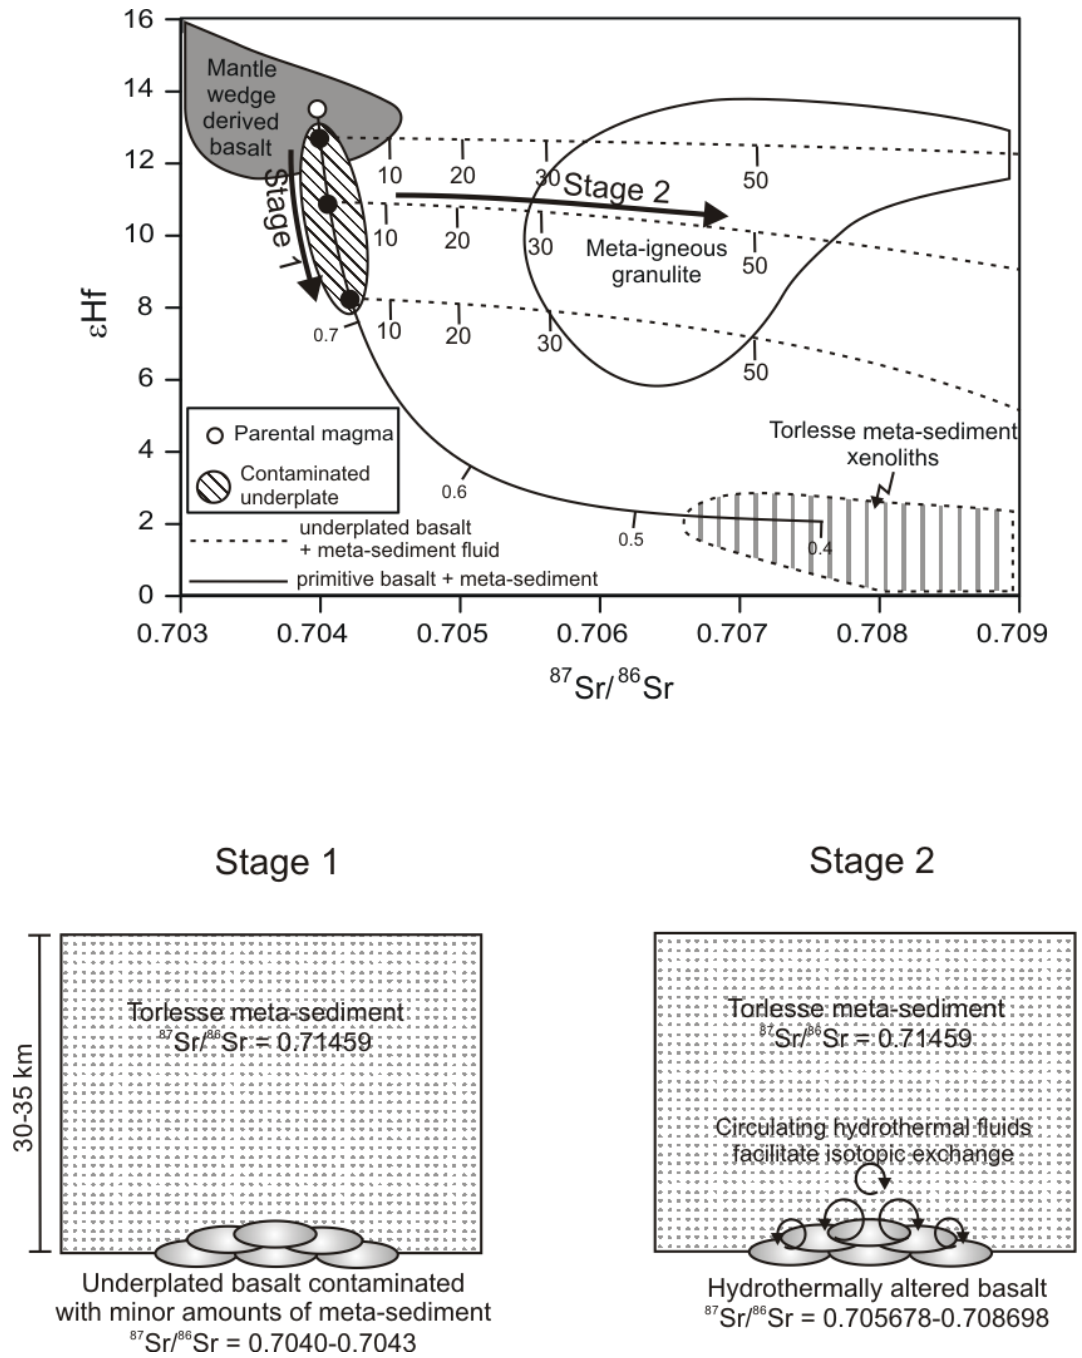 16
14
12
10
8
6
4
2
0
εHf
Mantle
wedge
derived
basalt
Stage 1
10
20
30
50
Stage 2
10
20
30
50
Meta-igneous
granulite
10
20
30
50
0.7
0.6
0.5
0.4
Parental magma
Contaminated
underplate
underplated basalt
+ meta-sediment fluid
primitive basalt + meta-sediment
Torlesse meta-sediment
xenoliths
0.703
0.704
0.705
0.706
0.707
0.708
0.709
⁸⁷Sr/⁸⁶Sr
Stage 1
30-35 km
Torlesse meta-sediment
⁸⁷Sr/⁸⁶Sr = 0.71459
Underplated basalt contaminated
with minor amounts of meta-sediment
⁸⁷Sr/⁸⁶Sr = 0.7040-0.7043
Stage 2
Torlesse meta-sediment
⁸⁷Sr/⁸⁶Sr = 0.71459
Circulating hydrothermal fluids
facilitate isotopic exchange
Hydrothermally altered basalt
⁸⁷Sr/⁸⁶Sr = 0.705678-0.708698